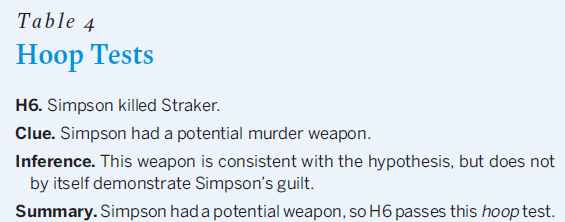 Table 4
Hoop Tests
H6. Simpson killed Straker.
Clue. Simpson had a potential murder weapon.
Inference. This weapon is consistent with the hypothesis, but does not
by itself demonstrate Simpson's guilt.
Summary. Simpson had a potential weapon, so H6 passes this hoop test.